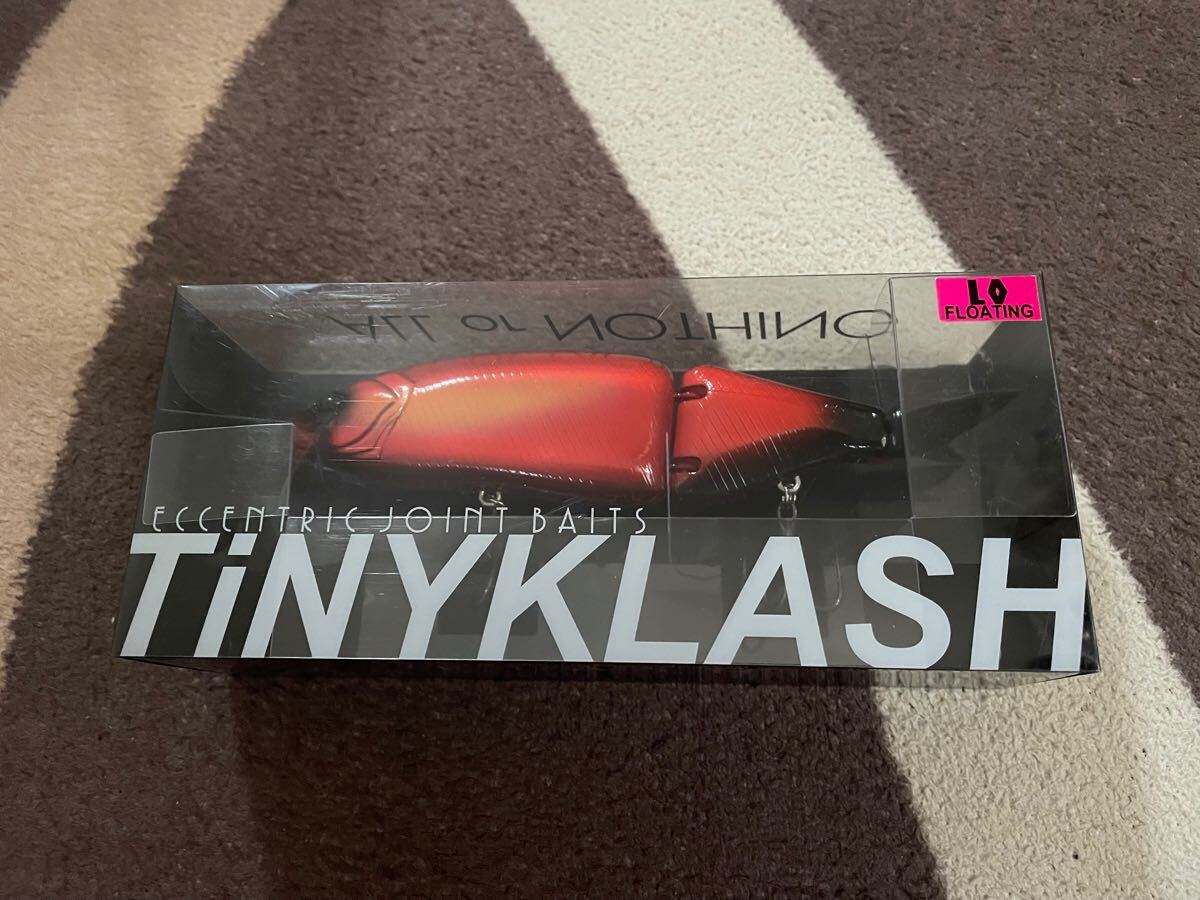 LO
FLOATING
ALL or NOTHING
ECCENTRIC JOINT BAITS
TiNYKLASH